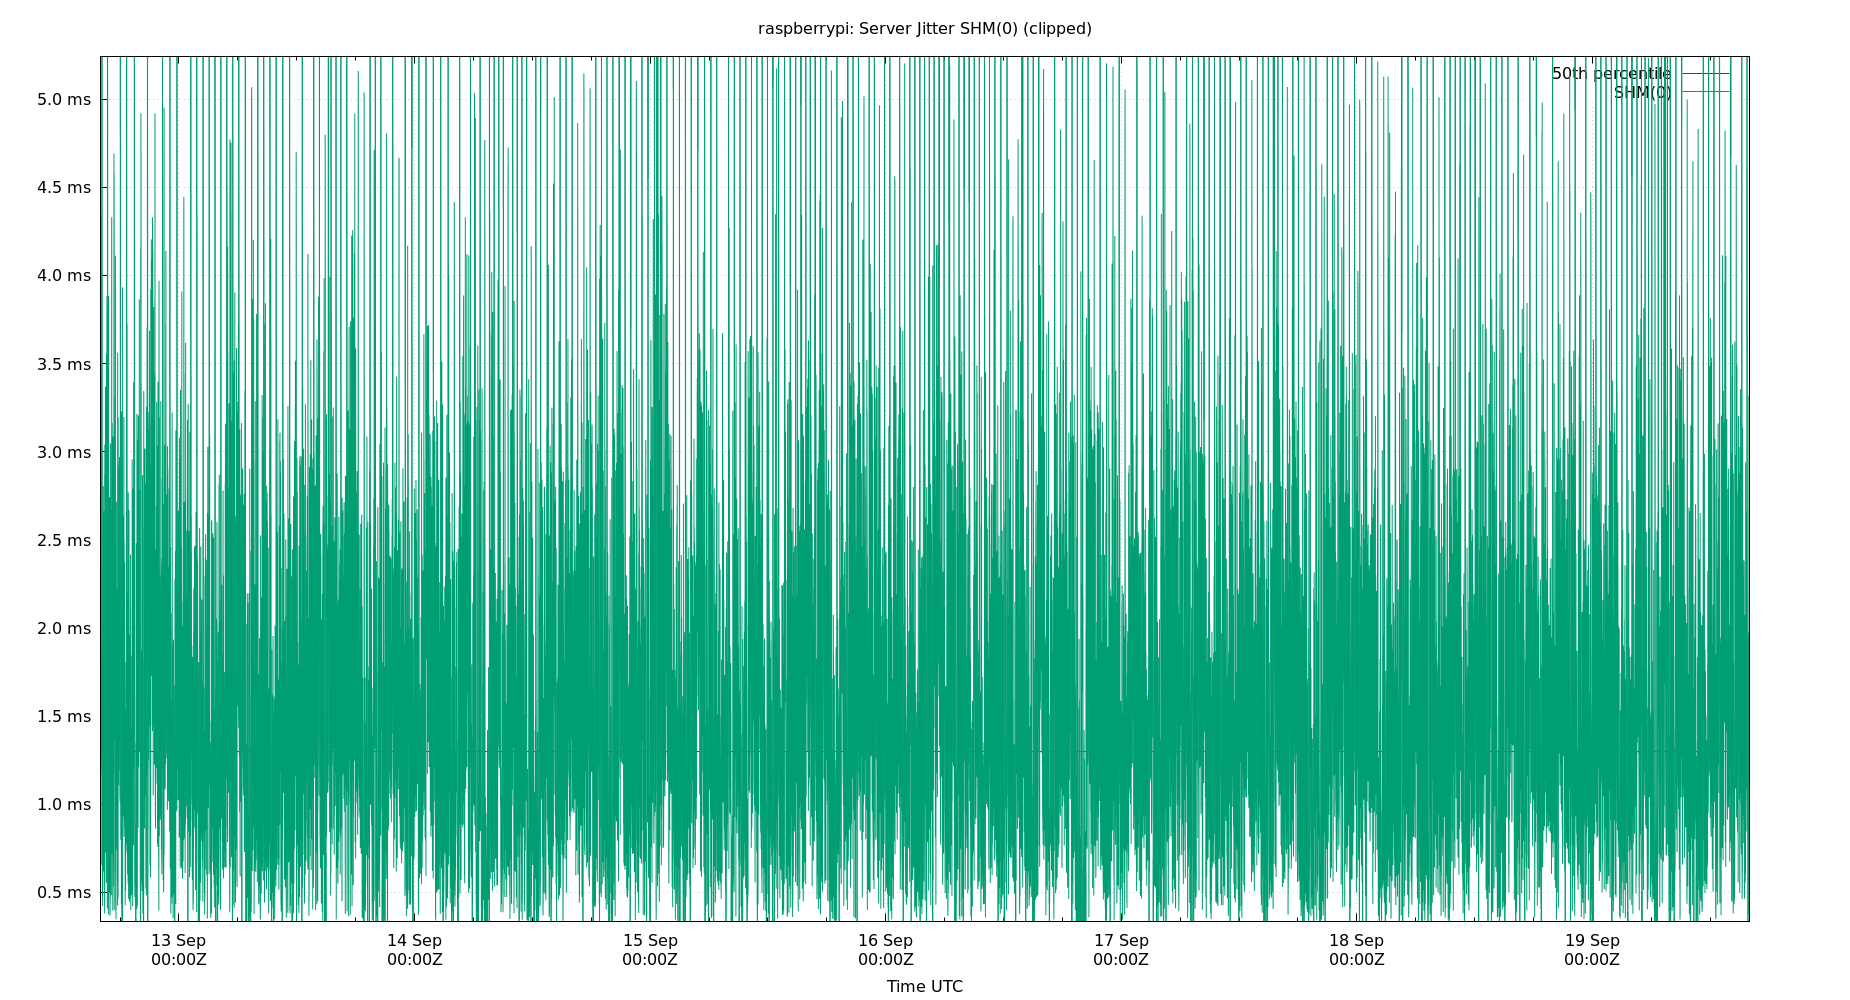 raspberrypi: Server Jitter SHM(0) (clipped)
50th percentile
SHM(0)
5.0 ms
4.5 ms
4.0 ms
3.5 ms
3.0 ms
2.5 ms
2.0 ms
1.5 ms
1.0 ms
0.5 ms
13 Sep 14 Sep 15 Sep 16 Sep 17 Sep 18 Sep 19 Sep
00:00Z 00:00Z 00:00Z 00:00Z 00:00Z 00:00Z 00:00Z
Time UTC